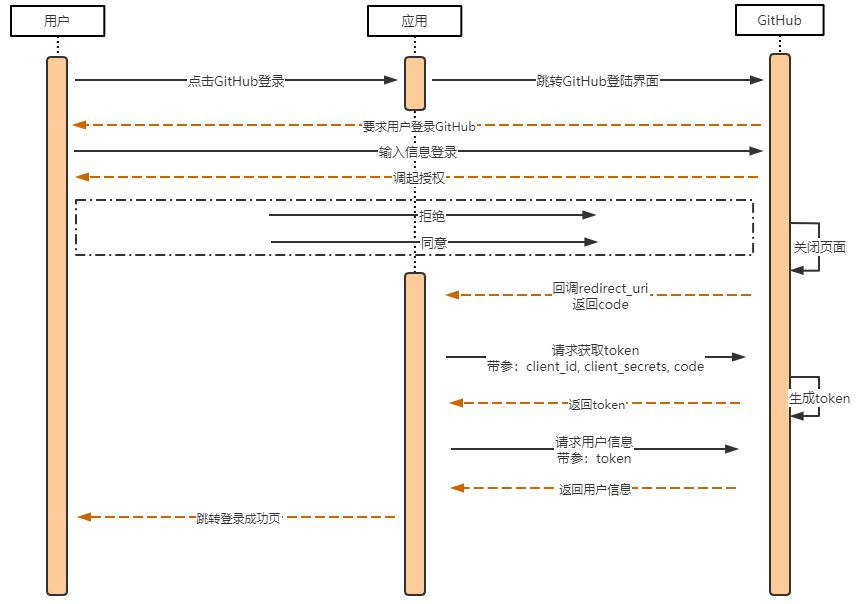 用户
应用
GitHub
点击GitHub登录
跳转GitHub登陆界面
要求用户登录GitHub
输入信息登录
调起授权
拒绝
同意
关闭页面
回调redirect_uri
返回code
请求获取token
带参：client_id, client_secrets, code
生成token
返回token
请求用户信息
带参：token
返回用户信息
跳转登录成功页